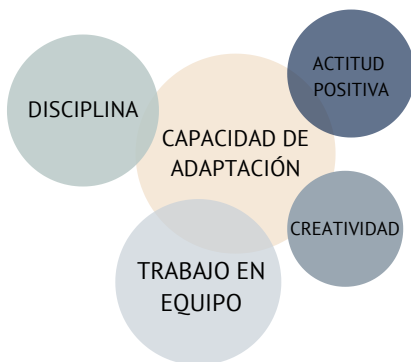 ACTITUD
POSITIVA
DISCIPLINA
CAPACIDAD DE
ADAPTACIÓN
CREATIVIDAD
TRABAJO EN
EQUIPO